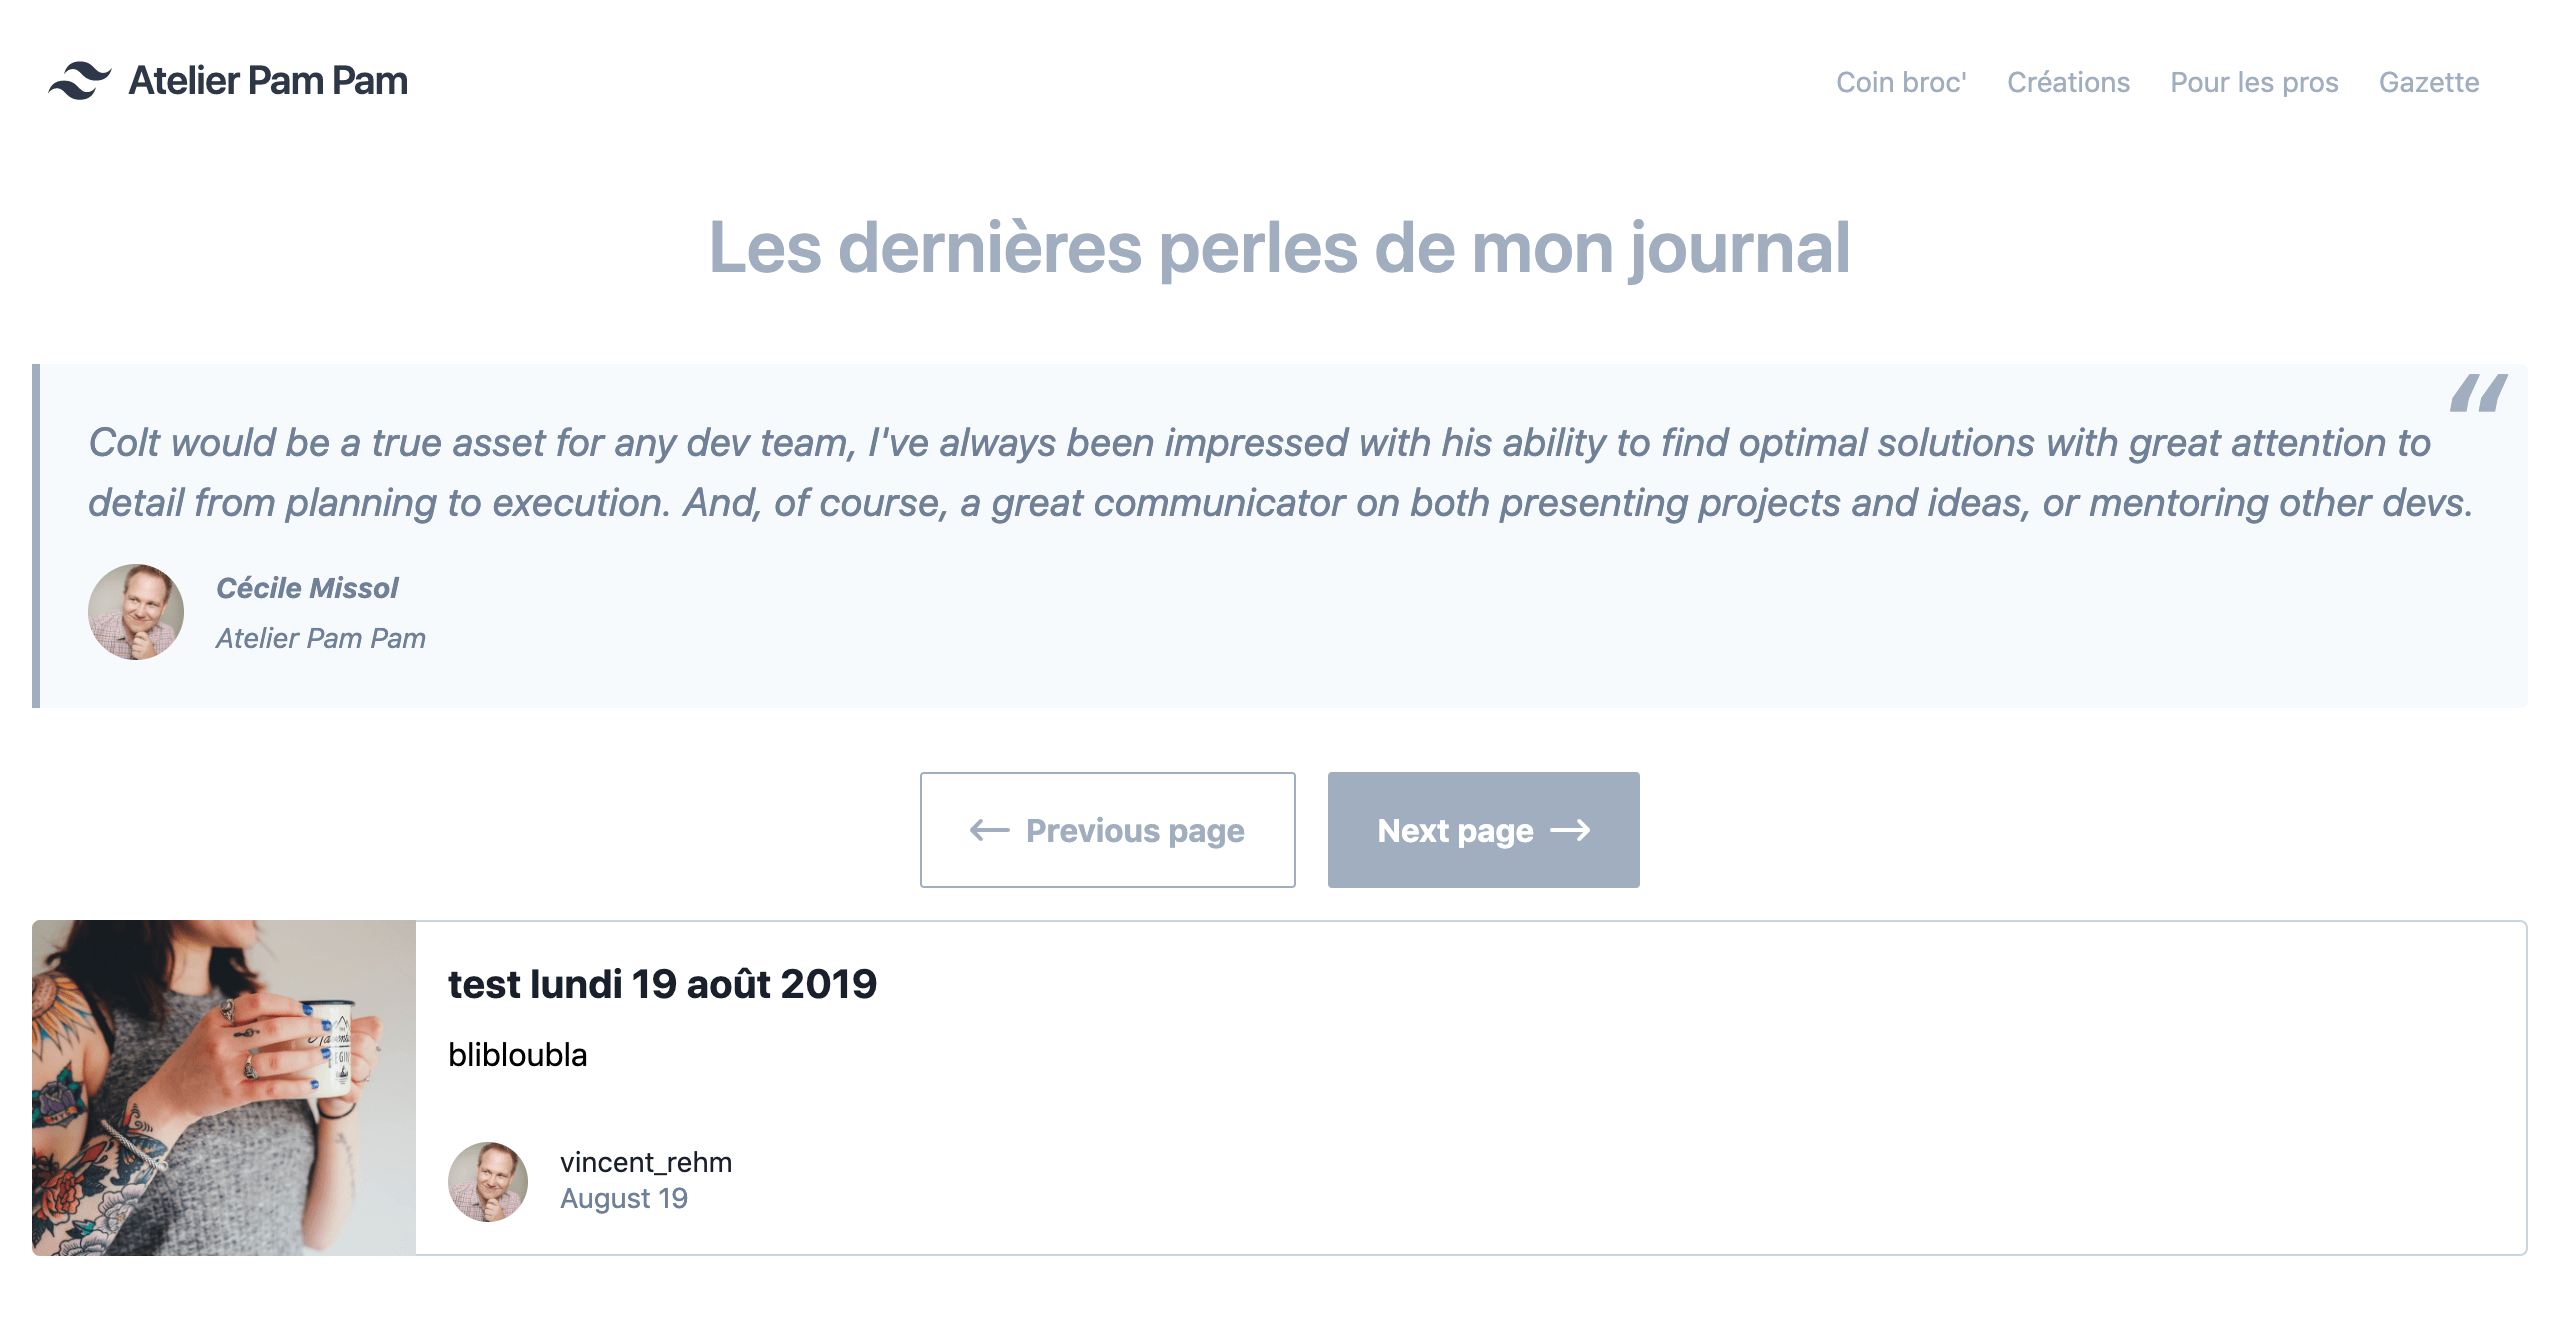 Atelier Pam Pam
Coin broc' Créations Pour les pros Gazette
Les dernières perles de mon journal
“
Colt would be a true asset for any dev team, I've always been impressed with his ability to find optimal solutions with great attention to
detail from planning to execution. And, of course, a great communicator on both presenting projects and ideas, or mentoring other devs.
Cécile Missol
Atelier Pam Pam
← Previous page
Next page →
test lundi 19 août 2019
blibloubla
vincent_rehm
August 19